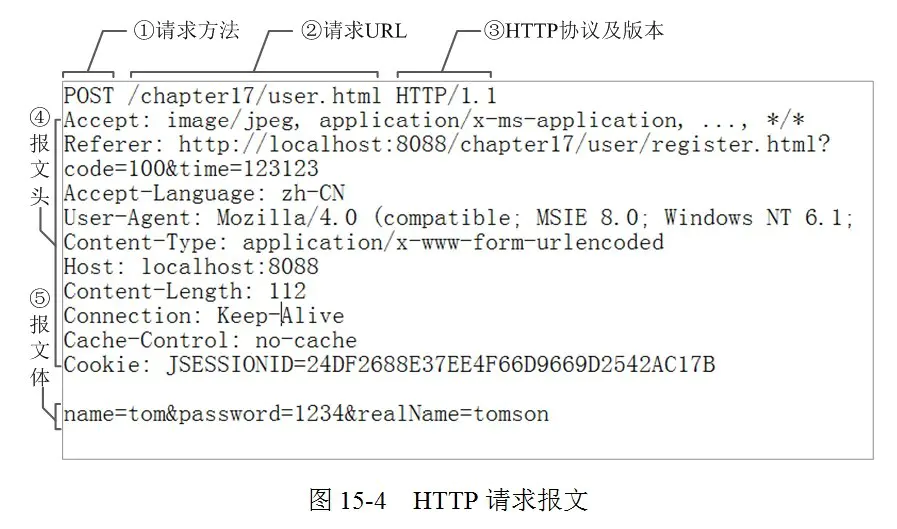 ①请求方法 ②请求URL ③HTTP协议及版本
POST /chapter17/user.html HTTP/1.1
④报文头
Accept: image/jpeg, application/x-ms-application, ..., */*
Referer: http://localhost:8088/chapter17/user/register.html?
code=100&time=123123
Accept-Language: zh-CN
User-Agent: Mozilla/4.0 (compatible; MSIE 8.0; Windows NT 6.1;
Content-Type: application/x-www-form-urlencoded
Host: localhost:8088
Content-Length: 112
Connection: Keep-Alive
Cache-Control: no-cache
Cookie: JSESSIONID=24DF2688E37EE4F66D9669D2542AC17B
⑤报文体
name=tom&password=1234&realName=tomson
图 15-4 HTTP 请求报文